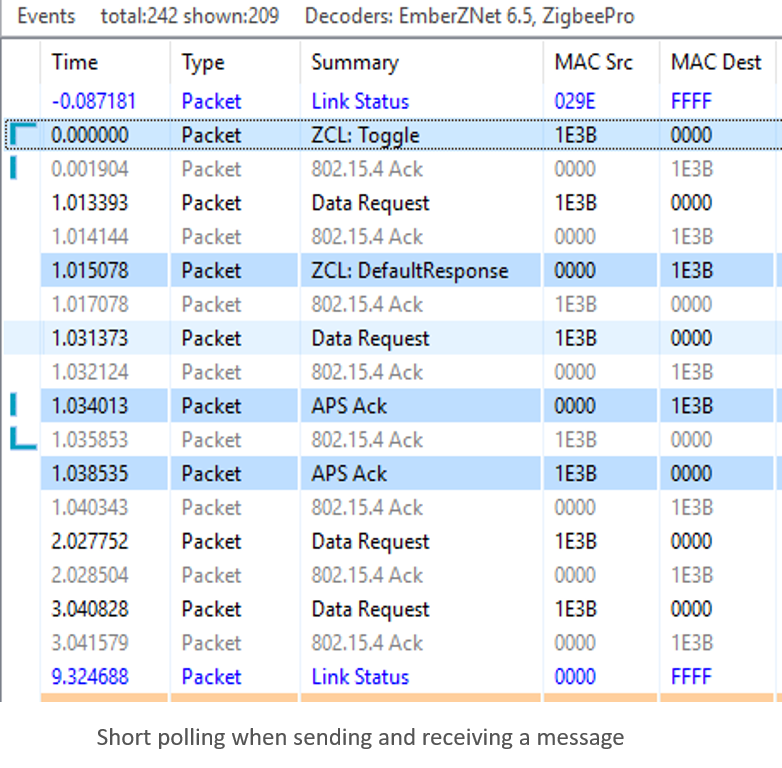 Events total:242 shown:209 Decoders: EmberZNet 6.5, ZigbeePro
Time Type Summary MAC Src MAC Dest
-0.087181 Packet Link Status 029E FFFF
0.000000 Packet ZCL: Toggle 1E3B 0000
0.001904 Packet 802.15.4 Ack 0000 1E3B
1.013393 Packet Data Request 1E3B 0000
1.014144 Packet 802.15.4 Ack 0000 1E3B
1.015078 Packet ZCL: DefaultResponse 0000 1E3B
1.017078 Packet 802.15.4 Ack 1E3B 0000
1.031373 Packet Data Request 1E3B 0000
1.032124 Packet 802.15.4 Ack 0000 1E3B
1.034013 Packet APS Ack 0000 1E3B
1.035853 Packet 802.15.4 Ack 1E3B 0000
1.038535 Packet APS Ack 1E3B 0000
1.040343 Packet 802.15.4 Ack 0000 1E3B
2.027752 Packet Data Request 1E3B 0000
2.028504 Packet 802.15.4 Ack 0000 1E3B
3.040828 Packet Data Request 1E3B 0000
3.041579 Packet 802.15.4 Ack 0000 1E3B
9.324688 Packet Link Status 0000 FFFF
Short polling when sending and receiving a message